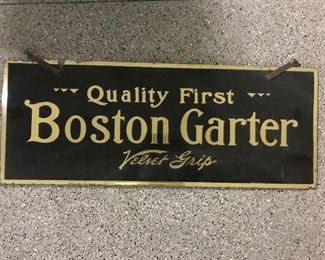 Quality First
Boston Garter
Velvet Grip